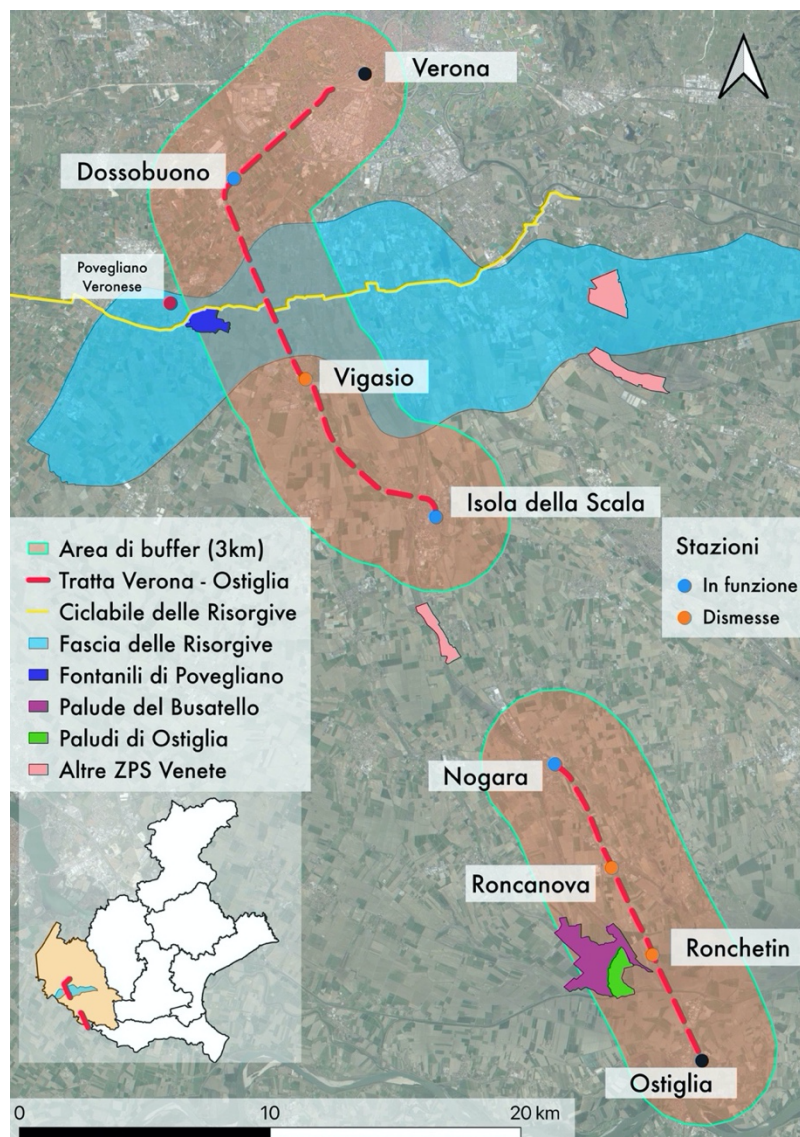 Verona
Dossobuono
Povegliano
Veronese
Vigasio
Isola della Scala
Area di buffer (3km)
Tratta Verona - Ostiglia
Ciclabile delle Risorgive
Fascia delle Risorgive
Fontanili di Povegliano
Palude del Busatello
Paludi di Ostiglia
Altre ZPS Venete
Stazioni
In funzione
Dismesse
Nogara
Roncanova
Ronchetin
Ostiglia
0 10 20 km